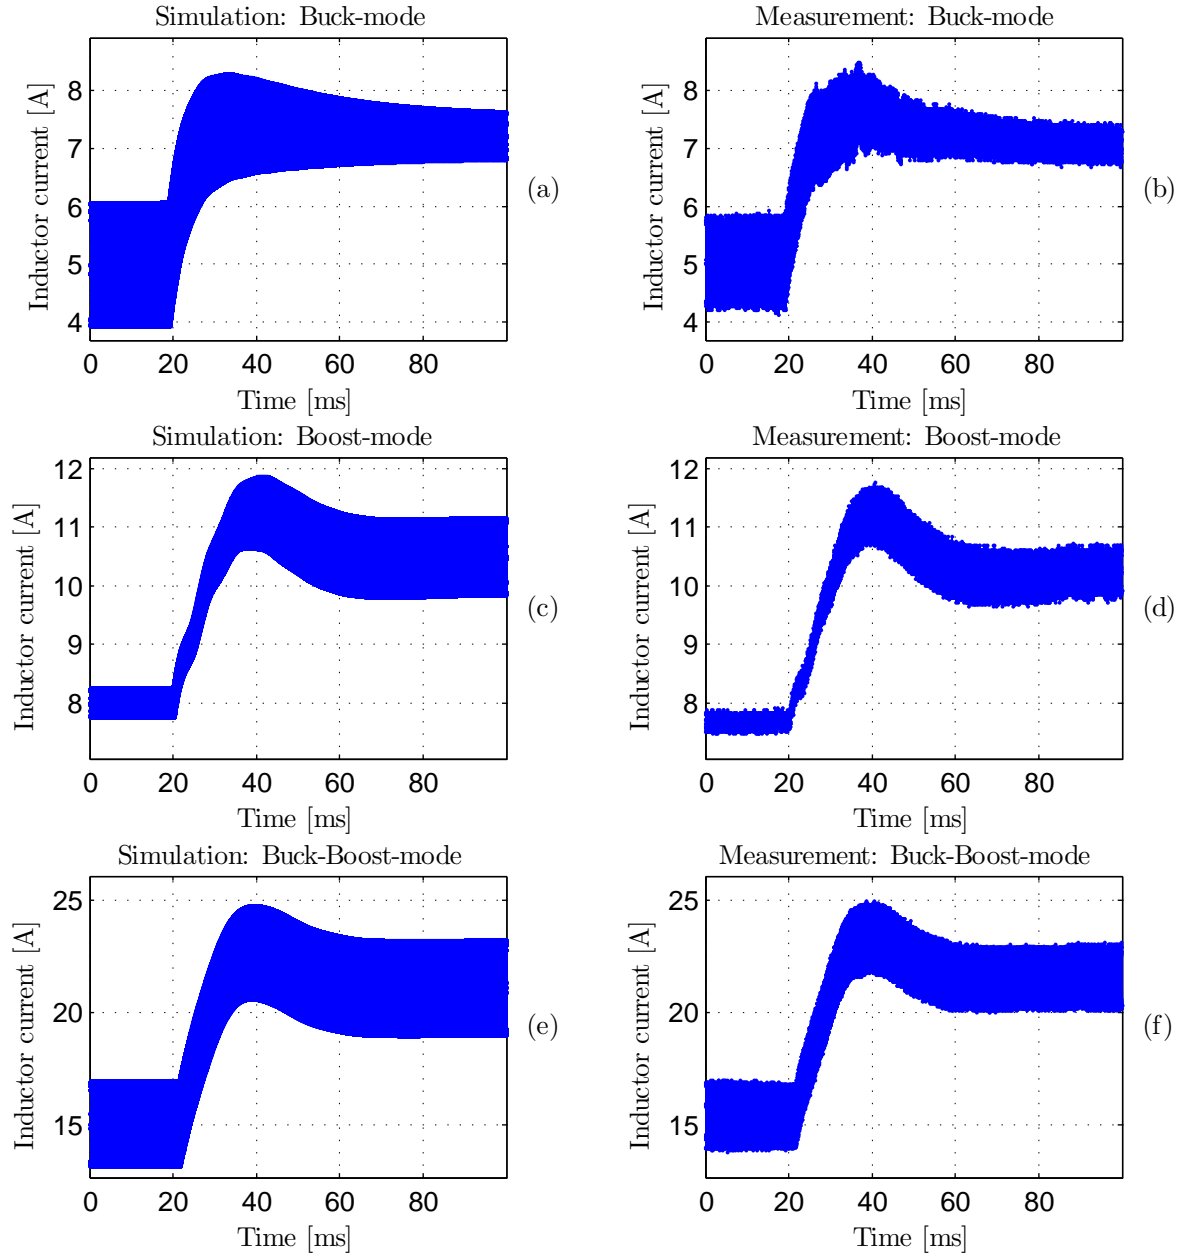 Simulation: Buck-mode
Inductor current [A]
8
7
6
5
4
0 20 40 60 80
Time [ms]
(a)
Measurement: Buck-mode
Inductor current [A]
8
7
6
5
4
0 20 40 60 80
Time [ms]
(b)
Simulation: Boost-mode
Inductor current [A]
12
11
10
9
8
0 20 40 60 80
Time [ms]
(c)
Measurement: Boost-mode
Inductor current [A]
12
11
10
9
8
0 20 40 60 80
Time [ms]
(d)
Simulation: Buck-Boost-mode
Inductor current [A]
25
20
15
0 20 40 60 80
Time [ms]
(e)
Measurement: Buck-Boost-mode
Inductor current [A]
25
20
15
0 20 40 60 80
Time [ms]
(f)